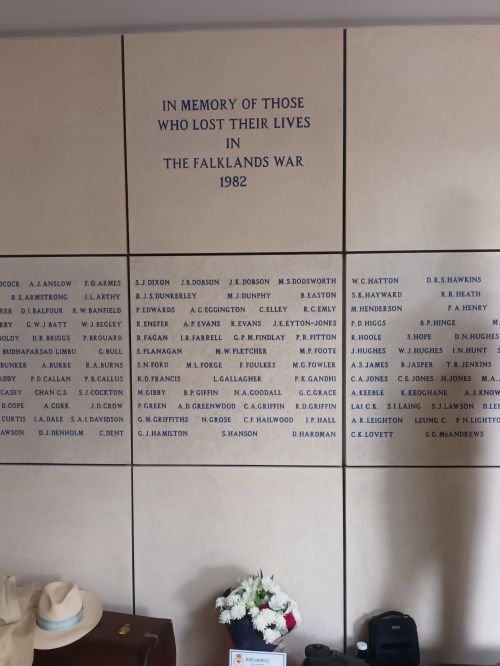 IN MEMORY OF THOSE
WHO LOST THEIR LIVES
IN
THE FALKLANDS WAR
1982
A.J. ANSLOW F.G. ARMES
R.E. ARMSTRONG J.L. ARTHY
D.I. BALFOUR R.W. BANFIELD
G.W.J. BATT W.J. BEGLEY
D.R. BRIGGS P. BROUARD
BUDHAPARSAD LIMBU G. BULL
A. BURKE R.A. BURNS
P.D. CALLAN P.B. CALLUS
CASEY CHAN C.S. S.J. COCKTON
D. COPE A. CORK J.D. CROW
CURTIS I.A. DALE S.A.I. DAVIDSON
D.J. DENHOLM C. DENT
S.J. DIXON J.B. DOBSON J.K. DOBSON M.S. DODSWORTH
R.J.S. DUNKERLEY M.J. DUNPHY B. EASTON
P. EDWARDS A.C. EGGINGTON C. ELLEY R.C. EMLY
R. ENEFER A.P. EVANS K. EVANS J.E. EYTON-JONES
R. FAGAN I.R. FARRELL G.P.M. FINDLAY P.R. FITTON
E. FLANAGAN M.W. FLETCHER M.P. FOOTE
S.N. FORD M.L. FORGE F. FOULKES M.G. FOWLER
K.D. FRANCIS L. GALLAGHER P.K. GANDHI
M. GIBBY B.P. GIFFIN N.A. GOODALL G.C. GRACE
P. GREEN A.D. GREENWOOD C.A. GRIFFIN R.D. GRIFFIN
G.M. GRIFFITHS N. GROSE C.F. HAILWOOD I.P. HALL
G.J. HAMILTON S. HANSON D. HARDMAN
W.C. HATTON D.R.S. HAWKINS
S.K. HAYWARD R.R. HEATH
M. HENDERSON P.A. HENRY
P.D. HIGGS B.P. HINGE
R. HOOLE S. HOPE D.N. HUGHES
J. HUGHES W.J. HUGHES I.N. HUNT
A.S. JAMES B. JASPER T.R. JENKINS
C.A. JONES C.E. JONES H. JONES M.A.
A. KEEBLE K. KEOGHANE A.J. KNOW
LAI C.K. S.I. LAING S.J. LAWSON
A.R. LEIGHTON LEUNG C. P.N. LIGHTFO
C.K. LOVETT S.G. McANDREWS